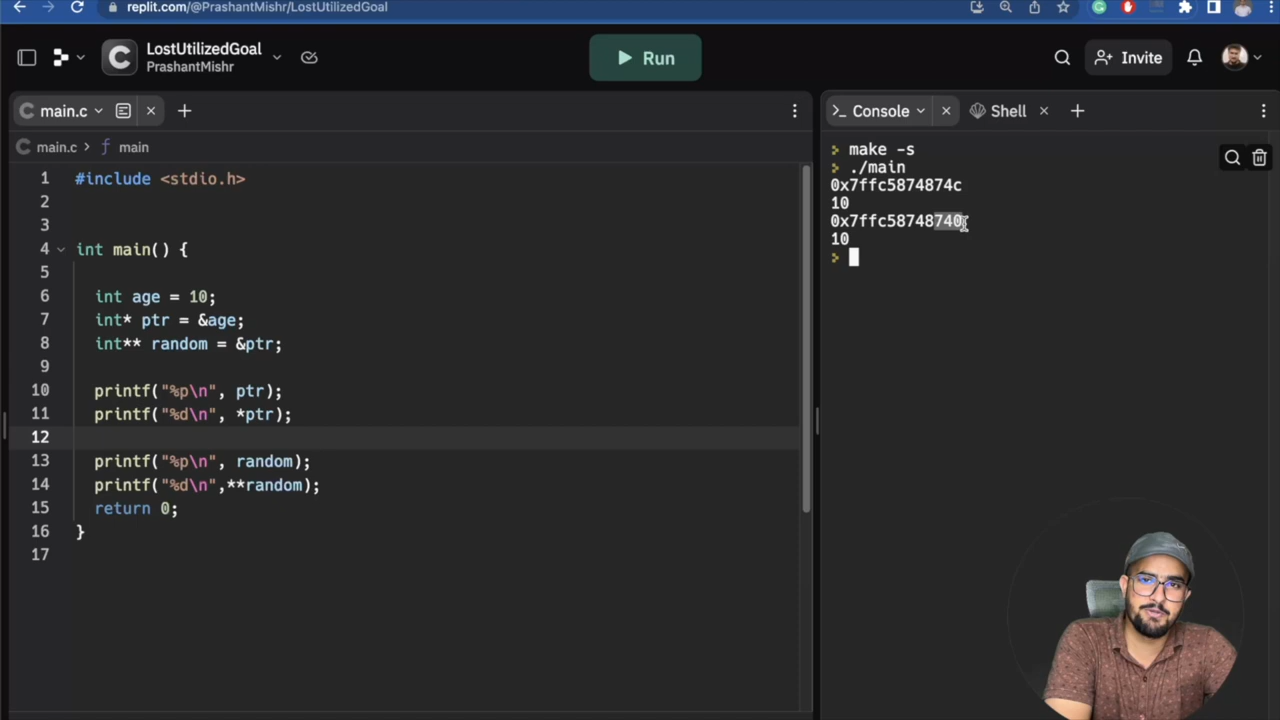 replit.com/@PrashantMishr/LostUtilizedGoal
LostUtilizedGoal
PrashantMishr
Run
Invite
main.c
main.c > ƒ main
1 #include <stdio.h>
2
3
4 int main() {
5
6 int age = 10;
7 int* ptr = &age;
8 int** random = &ptr;
9
10 printf("%p\n", ptr);
11 printf("%d\n", *ptr);
12
13 printf("%p\n", random);
14 printf("%d\n",**random);
15 return 0;
16 }
17
>_ Console
Shell
> make -s
> ./main
0x7ffc5874874c
10
0x7ffc58748740
10
>